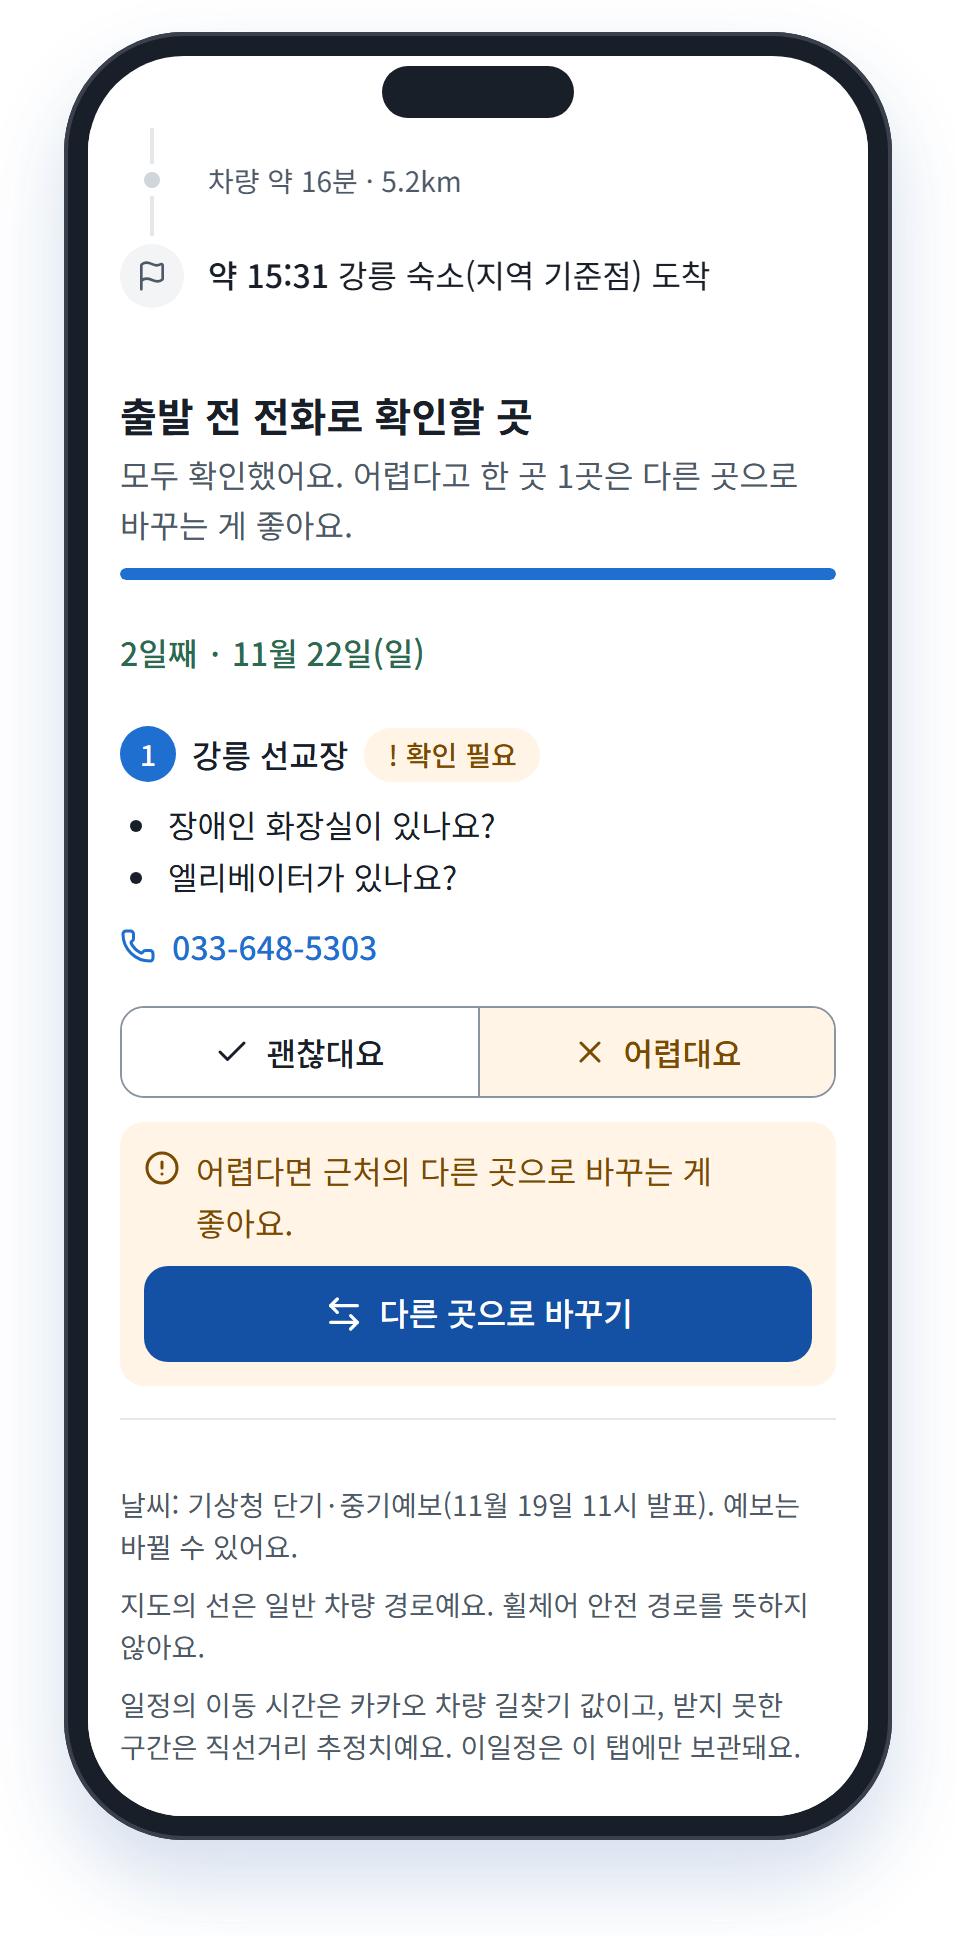 차량 약 16분 · 5.2km
약 15:31 강릉 숙소(지역 기준점) 도착
출발 전 전화로 확인할 곳
모두 확인했어요. 어렵다고 한 곳 1곳은 다른 곳으로
바꾸는 게 좋아요.
2일째 · 11월 22일(일)
1 강릉 선교장 ! 확인 필요
• 장애인 화장실이 있나요?
• 엘리베이터가 있나요?
033-648-5303
괜찮대요 어렵대요
어렵다면 근처의 다른 곳으로 바꾸는 게
좋아요.
다른 곳으로 바꾸기
날씨: 기상청 단기·중기예보(11월 19일 11시 발표). 예보는
바뀔 수 있어요.
지도의 선은 일반 차량 경로예요. 휠체어 안전 경로를 뜻하지
않아요.
일정의 이동 시간은 카카오 차량 길찾기 값이고, 받지 못한
구간은 직선거리 추정치예요. 이일정은 이 탭에만 보관돼요.